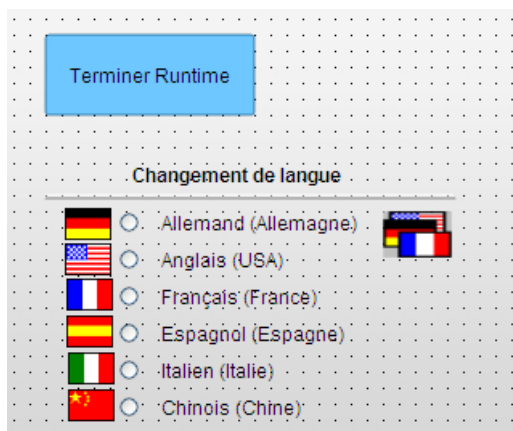 Terminer Runtime
Changement de langue
Allemand (Allemagne)
Anglais (USA)
Français (France)
Espagnol (Espagne)
Italien (Italie)
Chinois (Chine)